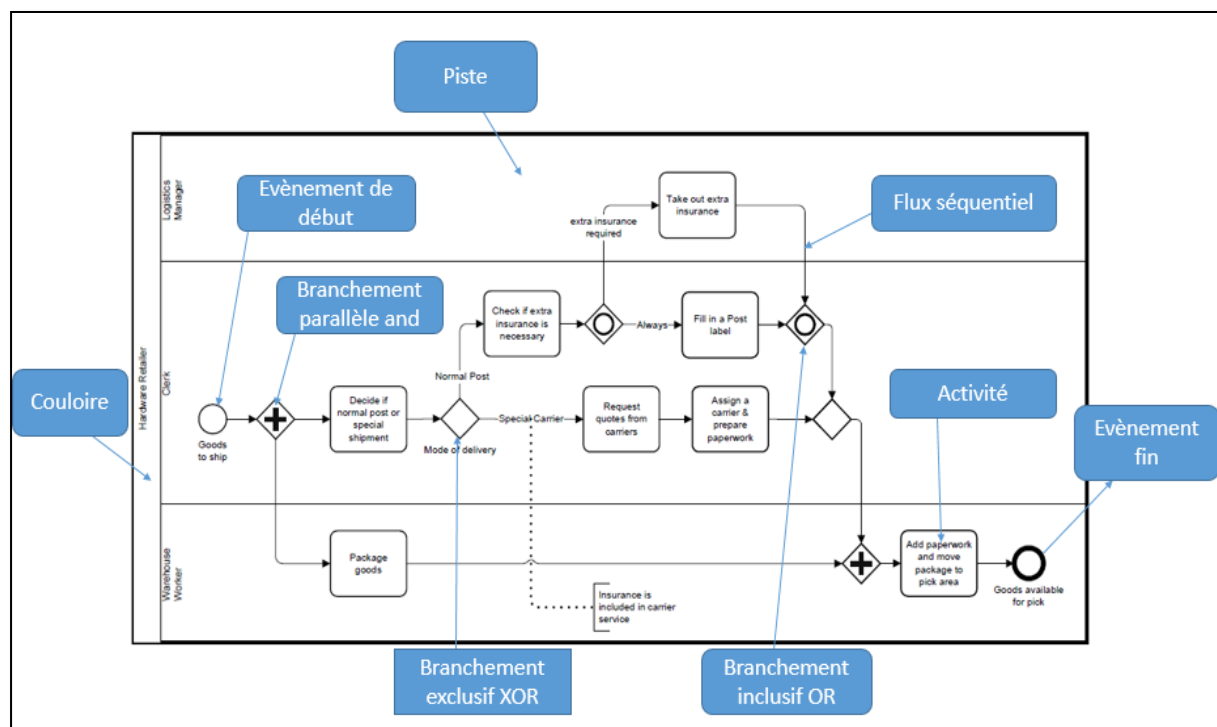 Piste
Evènement de
début
Flux séquentiel
Branchement
parallèle and
Couloire
Activité
Evènement
fin
Branchement
exclusif XOR
Branchement
inclusif OR
Hardware Retailer
Logistics
Manager
Take out extra
insurance
extra insurance
required
Clerk
Check if extra
insurance is
necessary
Always
Fill in a Post
label
Normal Post
Goods
to ship
Decide if
normal post or
special
shipment
Mode of delivery
Special Carrier
Request
quotes from
carriers
Assign a
carrier &
prepare
paperwork
Warehouse
Worker
Package
goods
Insurance is
included in carrier
service
Add paperwork
and move
package to
pick area
Goods available
for pick